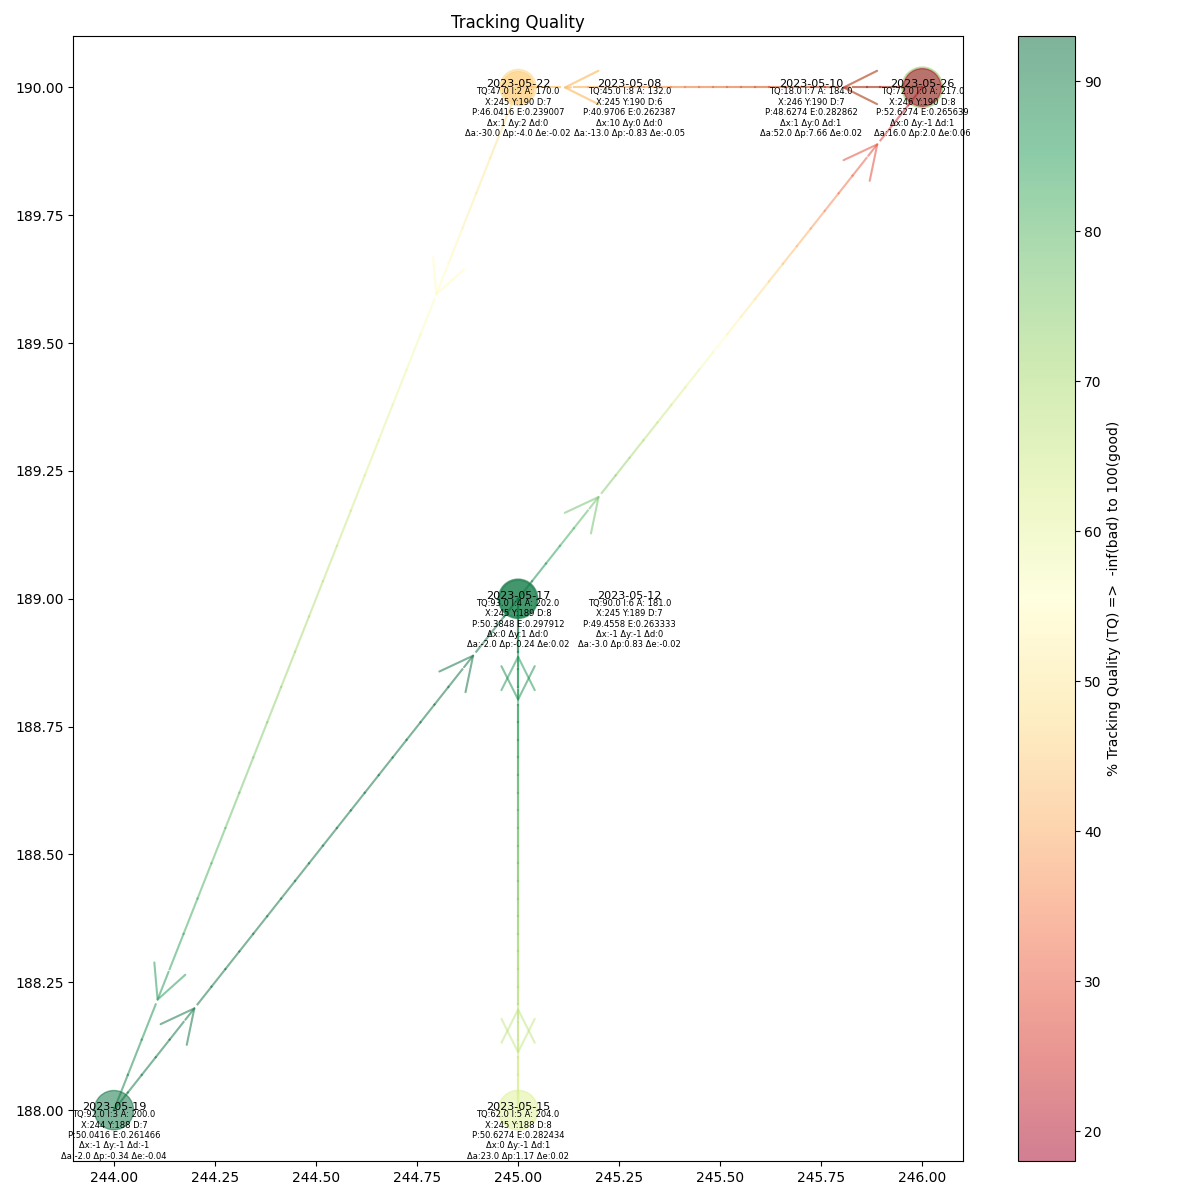 Tracking Quality
190.00
189.75
189.50
189.25
189.00
188.75
188.50
188.25
188.00
2023-05-22
TQ:47.0 I:2 A: 170.0
X:245 Y:190 D:7
P:46.0416 E:0.239007
Δx:1 Δy:2 Δd:0
Δa:-30.0 Δp:-4.0 Δe:-0.02
2023-05-08
TQ:45.0 I:8 A: 132.0
X:245 Y:190 D:6
P:40.9706 E:0.262387
Δx:10 Δy:0 Δd:0
Δa:-13.0 Δp:-0.83 Δe:-0.05
2023-05-10
TQ:18.0 I:7 A: 184.0
X:246 Y:190 D:7
P:48.6274 E:0.282862
Δx:1 Δy:0 Δd:1
Δa:52.0 Δp:7.66 Δe:0.02
2023-05-26
TQ:72.0 I:0 A: 217.0
X:246 Y:190 D:8
P:52.6274 E:0.265639
Δx:0 Δy:-1 Δd:1
Δa:16.0 Δp:2.0 Δe:0.06
2023-05-17
TQ:93.0 I:4 A: 202.0
X:245 Y:189 D:8
P:50.3848 E:0.297912
Δx:0 Δy:1 Δd:0
Δa:-2.0 Δp:-0.24 Δe:0.02
2023-05-12
TQ:90.0 I:6 A: 181.0
X:245 Y:189 D:7
P:49.4558 E:0.263333
Δx:-1 Δy:-1 Δd:0
Δa:-3.0 Δp:0.83 Δe:-0.02
2023-05-19
TQ:92.0 I:3 A: 200.0
X:244 Y:188 D:7
P:50.0416 E:0.261466
Δx:-1 Δy:-1 Δd:-1
Δa:-2.0 Δp:-0.34 Δe:-0.04
2023-05-15
TQ:62.0 I:5 A: 204.0
X:245 Y:188 D:8
P:50.6274 E:0.282434
Δx:0 Δy:-1 Δd:1
Δa:23.0 Δp:1.17 Δe:0.02
244.00 244.25 244.50 244.75 245.00 245.25 245.50 245.75 246.00
90
80
70
60
50
40
30
20
% Tracking Quality (TQ) => -inf(bad) to 100(good)